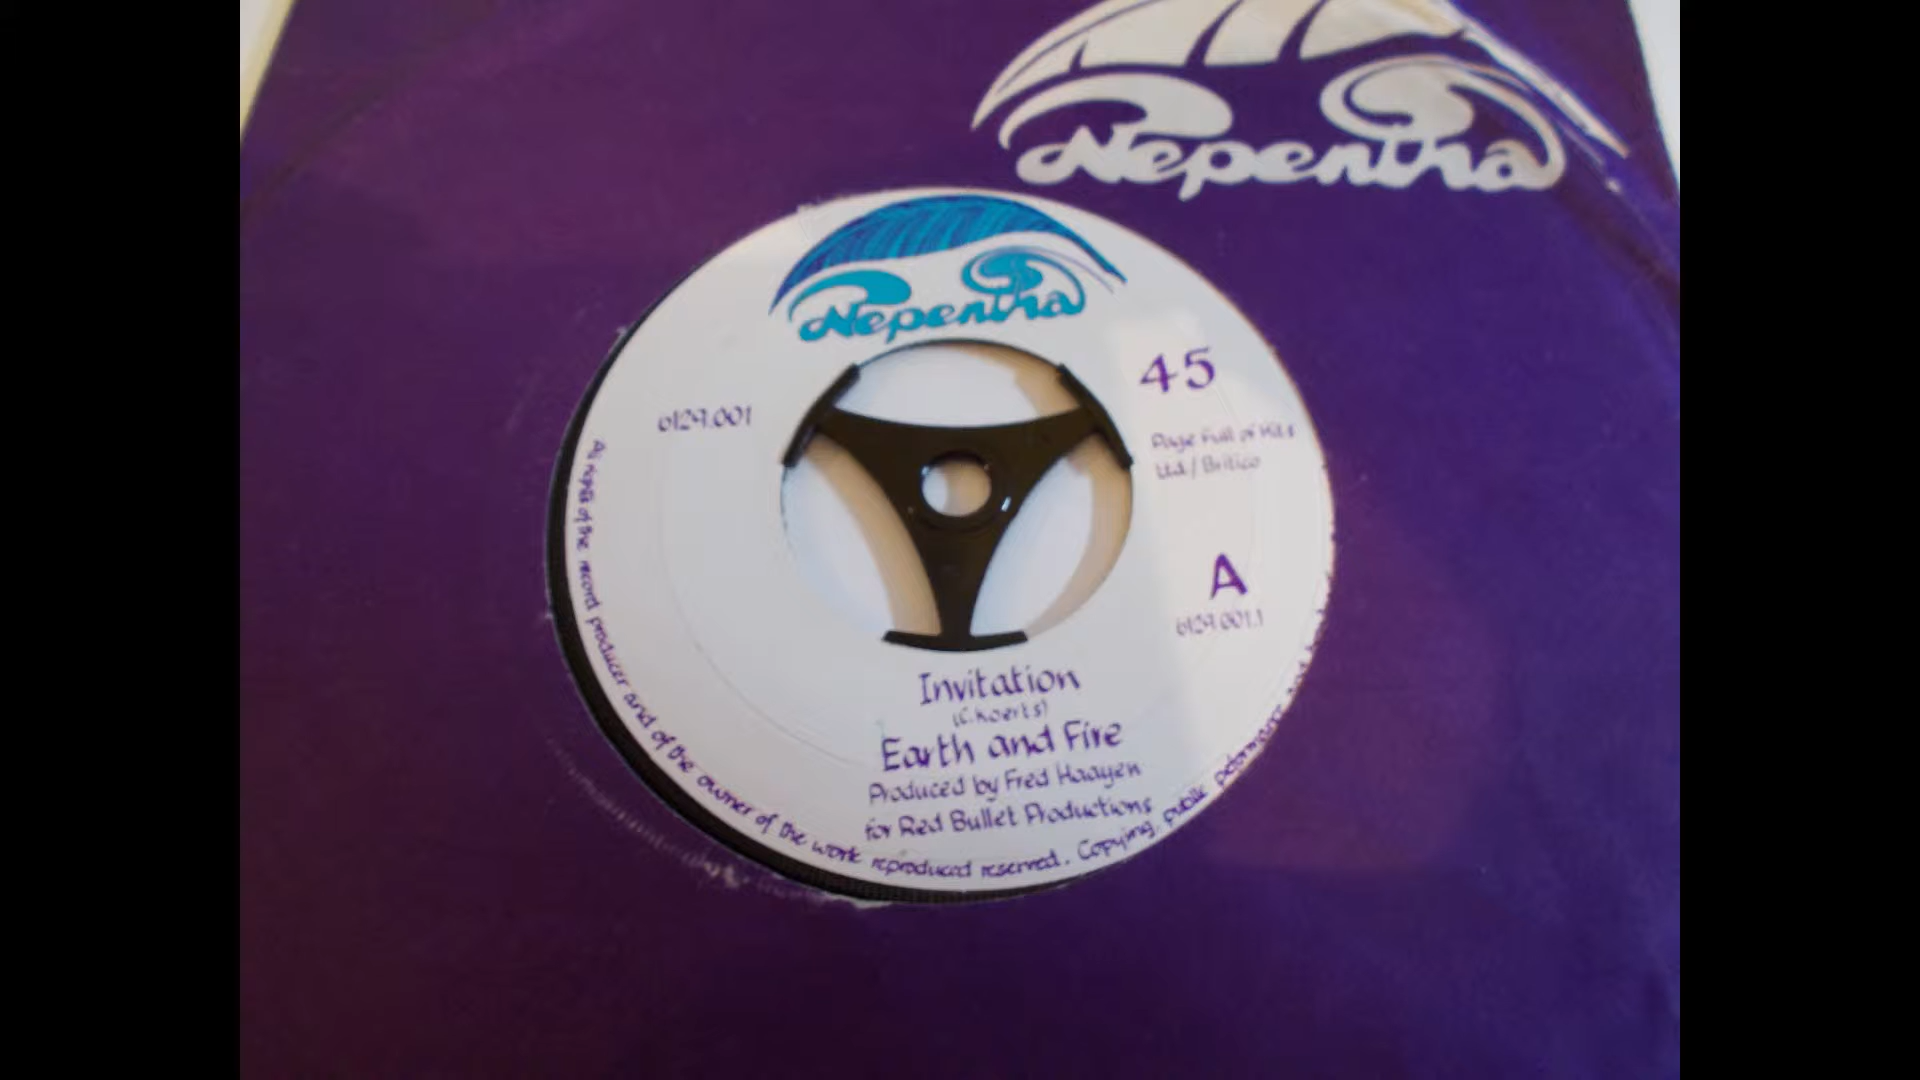 Nepentha
Nepentha
45
6129.001
Page Full of Hits
Ltd/Britico
A
6129.001.1
Invitation
(C. Koerts)
Earth and Fire
Produced by Fred Haayen
for Red Bullet Productions
All rights of the record producer and of the owner of the work reproduced reserved. Copying, public performance and